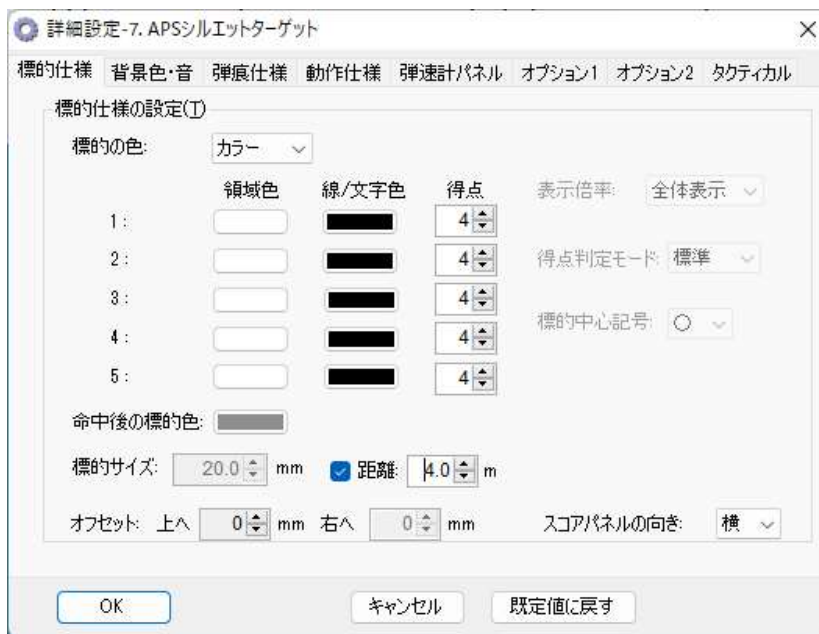 詳細設定-7. APSシルエットターゲット
標的仕様 背景色・音 弾痕仕様 動作仕様 弾速計パネル オプション1 オプション2 タクティカル
標的仕様の設定(T)
標的の色: カラー
領域色 線/文字色 得点 表示倍率: 全体表示
1: 4
2: 4 得点判定モード: 標準
3: 4
標的中心記号: ○
4: 4
5: 4
命中後の標的色:
標的サイズ: 20.0 mm 距離: 4.0 m
オフセット: 上へ 0 mm 右へ 0 mm スコアパネルの向き: 横
OK キャンセル 既定値に戻す